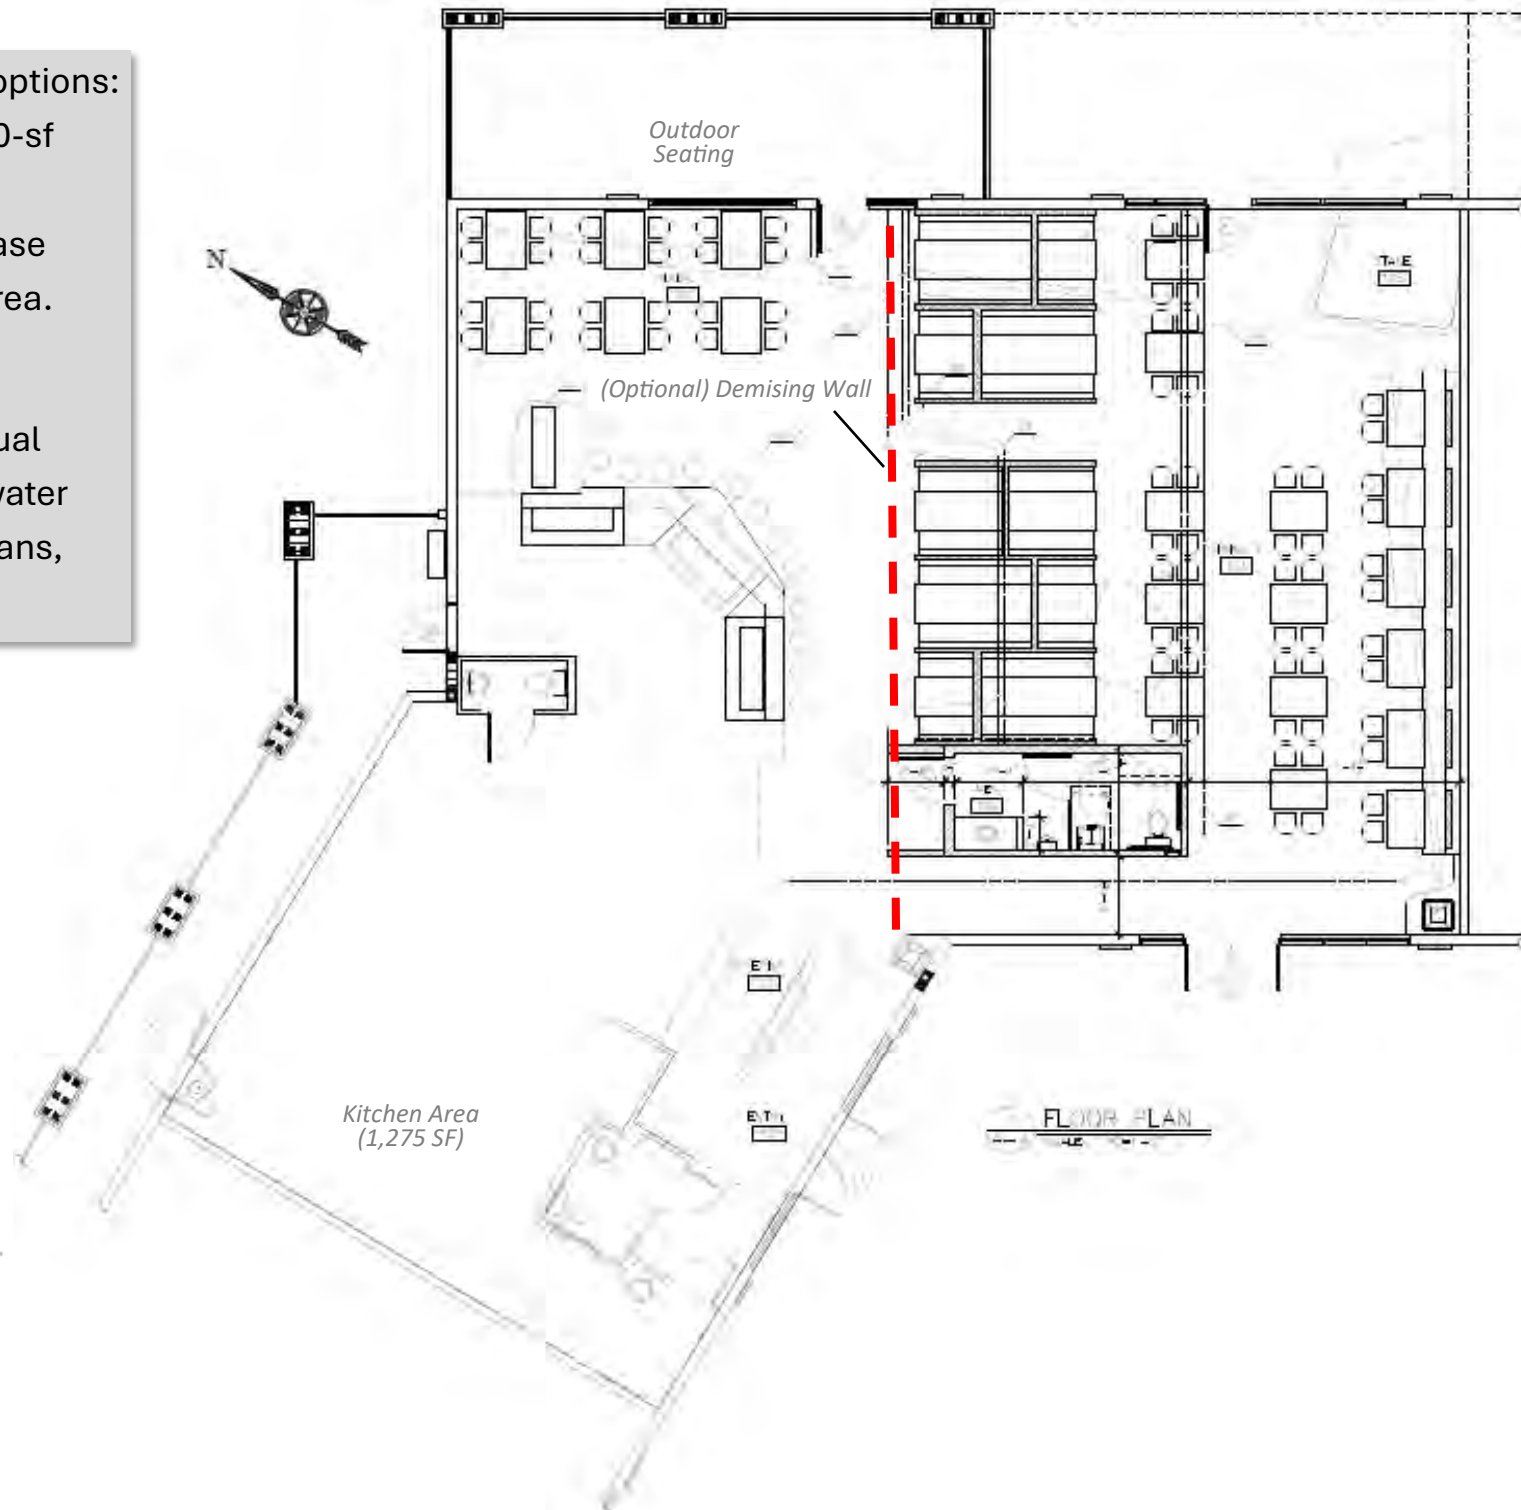 options:
0-sf
ase
rea.
ual
vater
ans,
Outdoor
Seating
N
(Optional) Demising Wall
Kitchen Area
(1,275 SF)
FLOOR PLAN